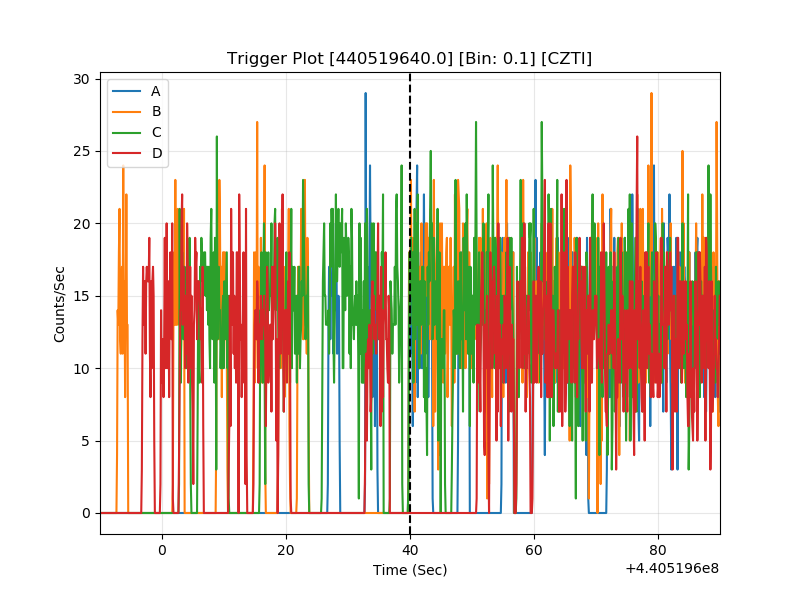 Trigger Plot [440519640.0] [Bin: 0.1] [CZTI]
A
B
C
D
Counts/Sec
30
25
20
15
10
5
0
0 20 40 60 80
Time (Sec)
+4.405196e8